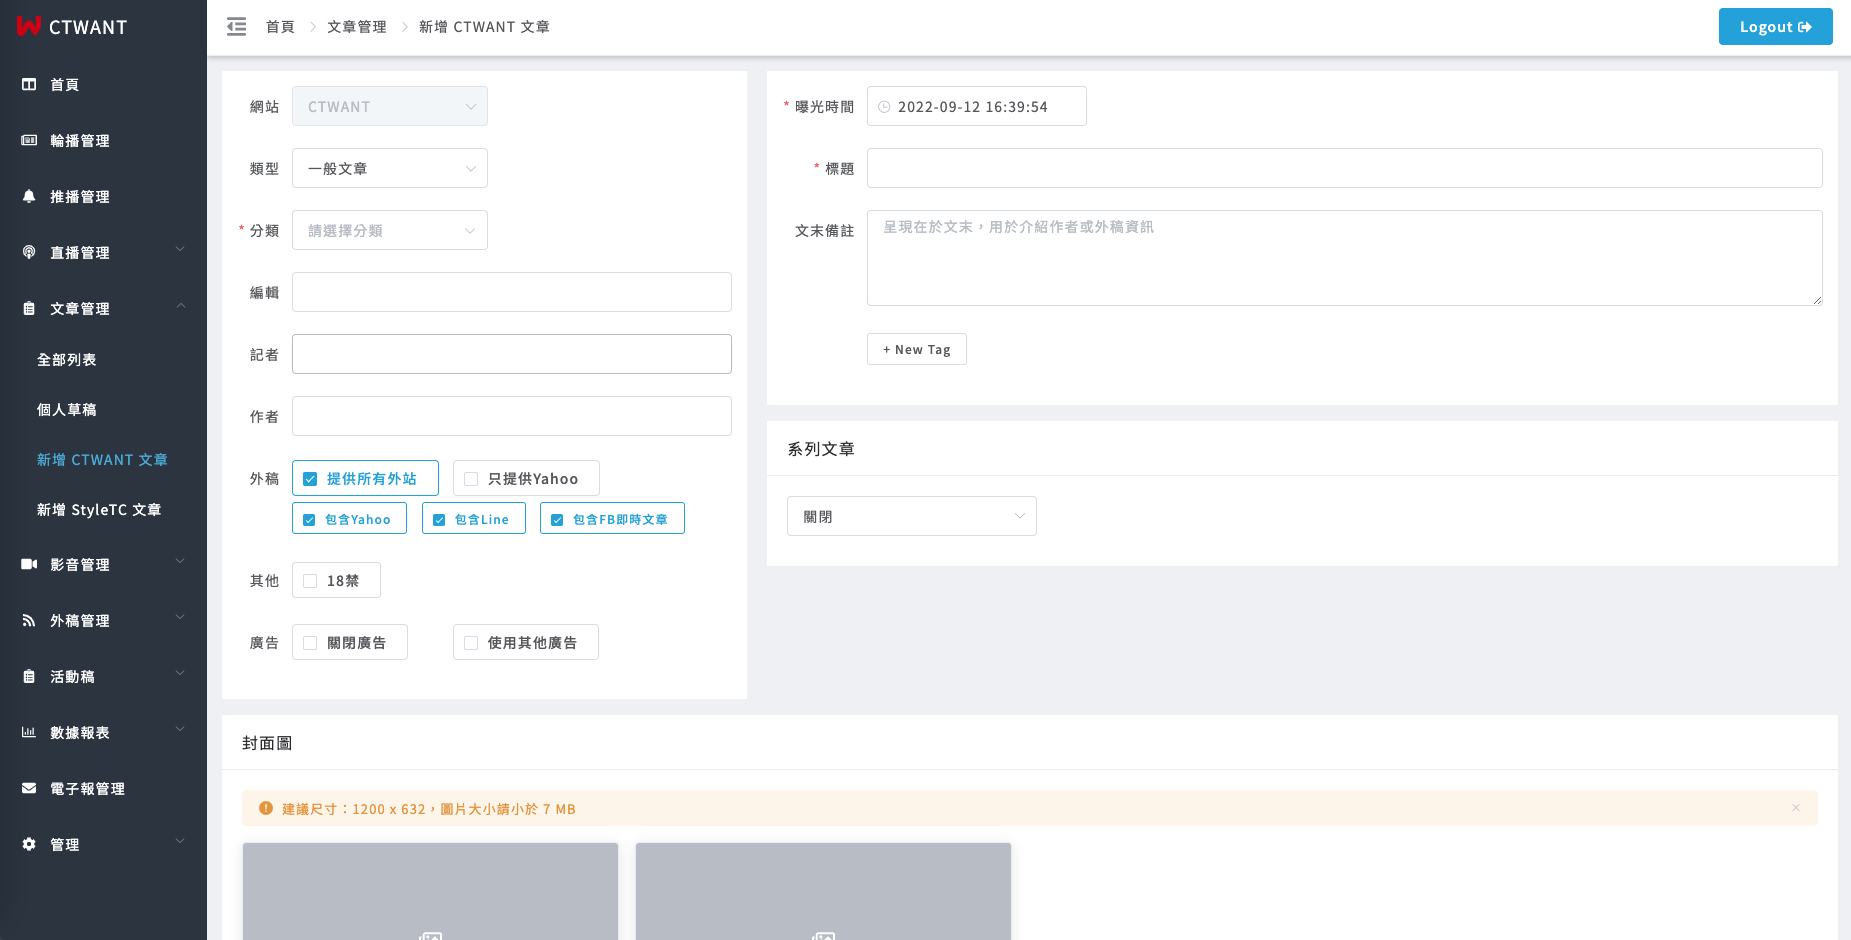 CTWANT
首頁
輪播管理
推播管理
直播管理
文章管理
全部列表
個人草稿
新增 CTWANT 文章
新增 StyleTC 文章
影音管理
外稿管理
活動稿
數據報表
電子報管理
管理
首頁 文章管理 新增 CTWANT 文章
Logout
網站 CTWANT
類型 一般文章
* 分類 請選擇分類
編輯
記者
作者
外稿 提供所有外站 只提供Yahoo
包含Yahoo 包含Line 包含FB即時文章
其他 18禁
廣告 關閉廣告 使用其他廣告
* 曝光時間 2022-09-12 16:39:54
* 標題
文末備註 呈現在於文末，用於介紹作者或外稿資訊
+ New Tag
系列文章
關閉
封面圖
建議尺寸：1200 x 632，圖片大小請小於 7 MB